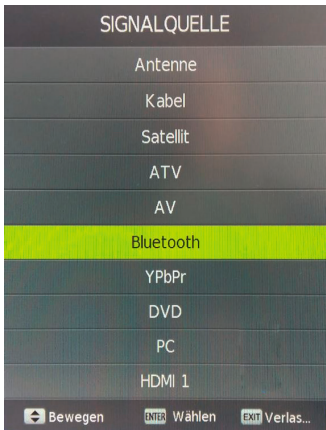 SIGNALQUELLE
Antenne
Kabel
Satellit
ATV
AV
Bluetooth
YPbPr
DVD
PC
HDMI 1
Bewegen ENTER Wählen EXIT Verlas...